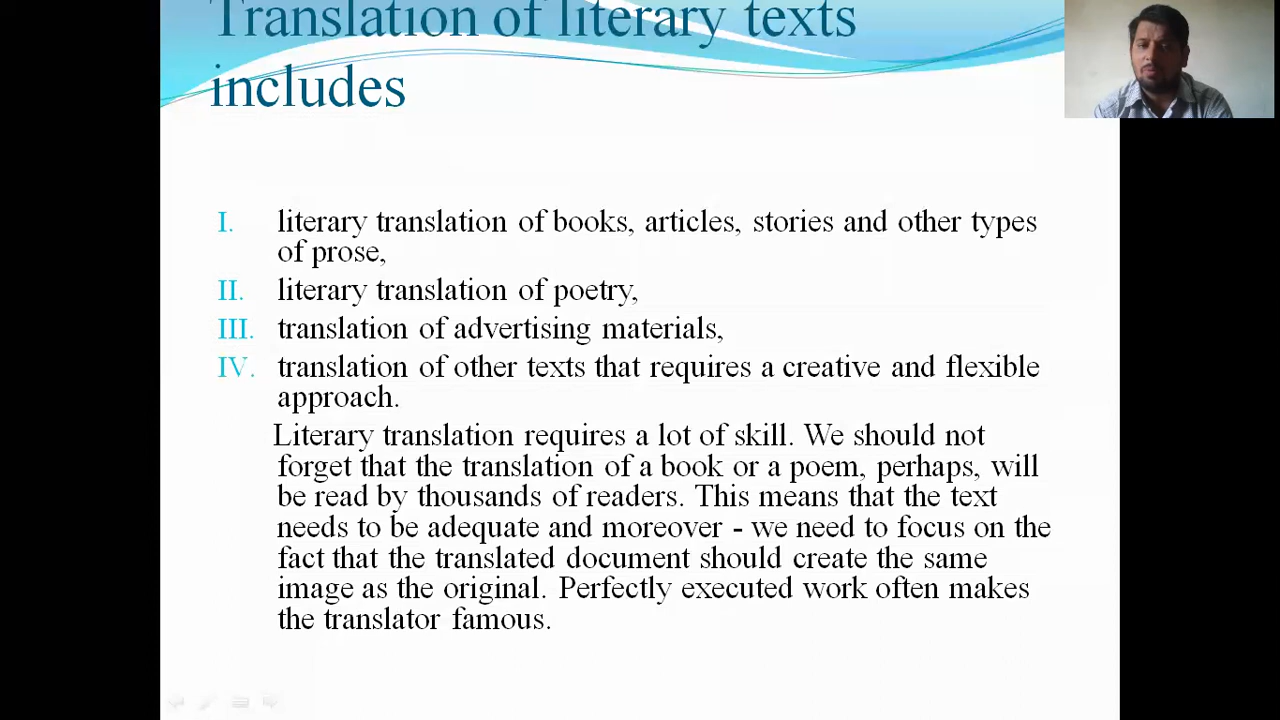 Translation of literary texts
includes
I. literary translation of books, articles, stories and other types
of prose,
II. literary translation of poetry,
III. translation of advertising materials,
IV. translation of other texts that requires a creative and flexible
approach.
Literary translation requires a lot of skill. We should not
forget that the translation of a book or a poem, perhaps, will
be read by thousands of readers. This means that the text
needs to be adequate and moreover - we need to focus on the
fact that the translated document should create the same
image as the original. Perfectly executed work often makes
the translator famous.